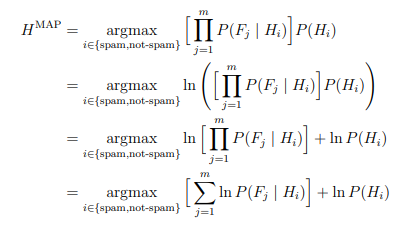 H^MAP = argmax_{i∈{spam,not-spam}} [∏_{j=1}^{m} P(F_j | H_i)] P(H_i)
= argmax_{i∈{spam,not-spam}} ln ([∏_{j=1}^{m} P(F_j | H_i)] P(H_i))
= argmax_{i∈{spam,not-spam}} ln [∏_{j=1}^{m} P(F_j | H_i)] + ln P(H_i)
= argmax_{i∈{spam,not-spam}} [∑_{j=1}^{m} ln P(F_j | H_i)] + ln P(H_i)